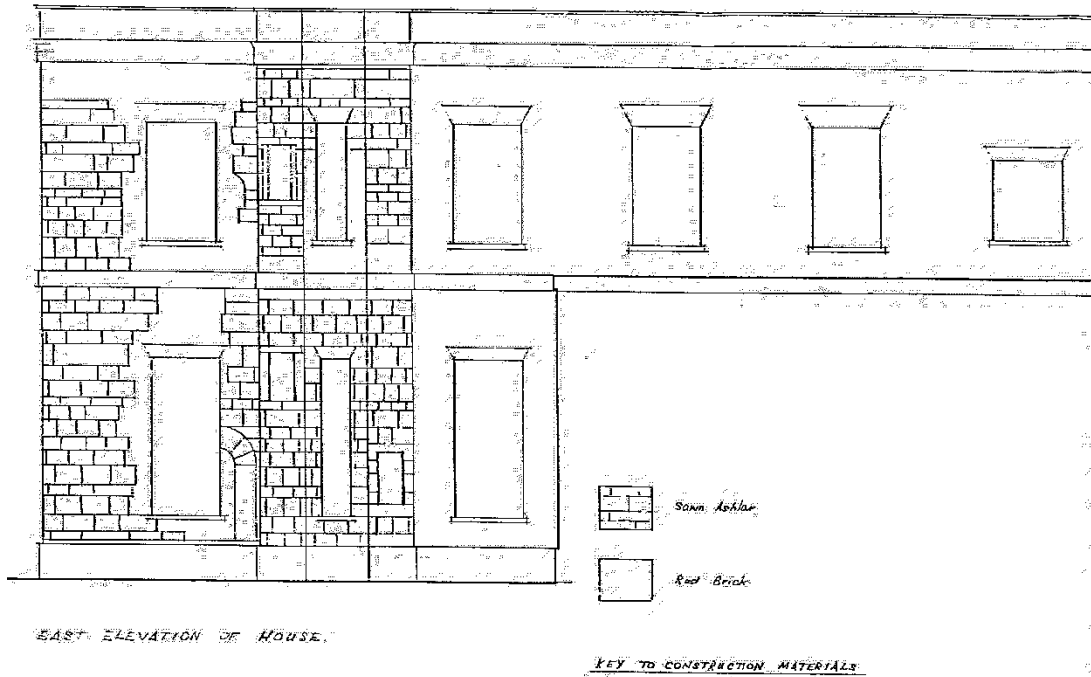 Sawn Ashlar
Red Brick
EAST ELEVATION OF HOUSE.
KEY TO CONSTRUCTION MATERIALS